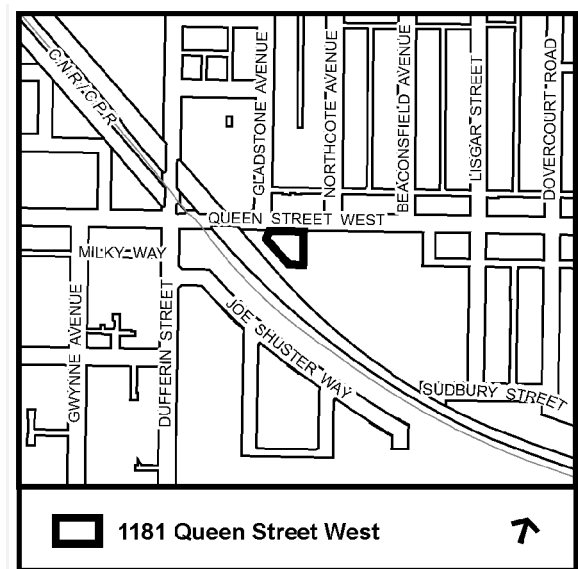 C.N.R./C.P.R
GLADSTONE AVENUE
NORTHCOTE AVENUE
BEACONSFIELD AVENUE
LISGAR STREET
DOVERCOURT ROAD
QUEEN STREET WEST
MILKY WAY
GWYNNE AVENUE
DUFFERIN STREET
JOE SHUSTER WAY
SUDBURY STREET
1181 Queen Street West